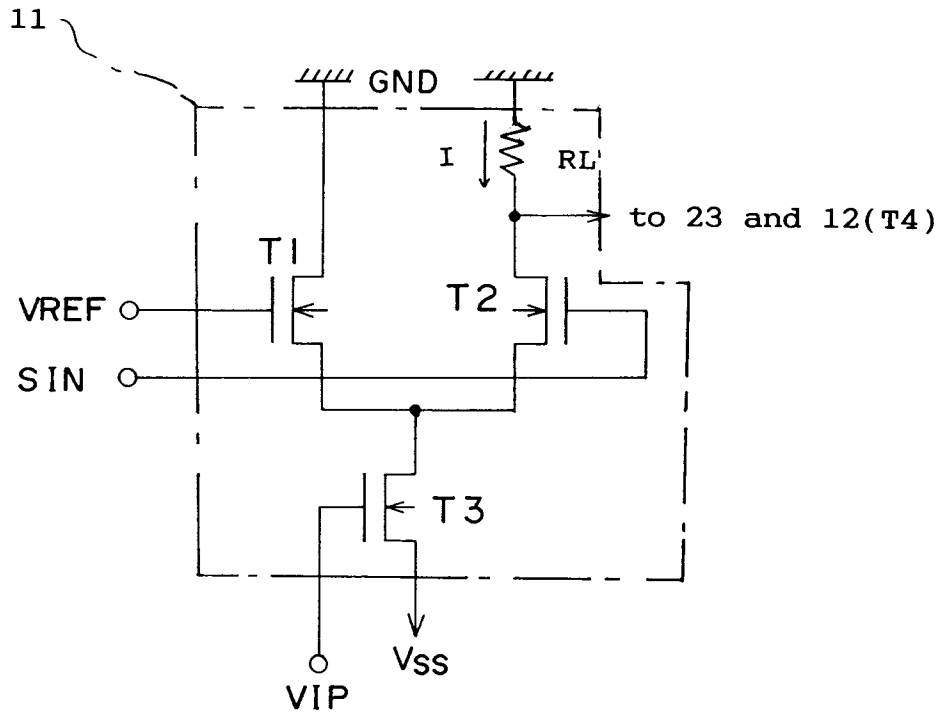 11
GND
I
RL
to 23 and 12(T4)
T1
VREF
T2
SIN
T3
VSS
VIP